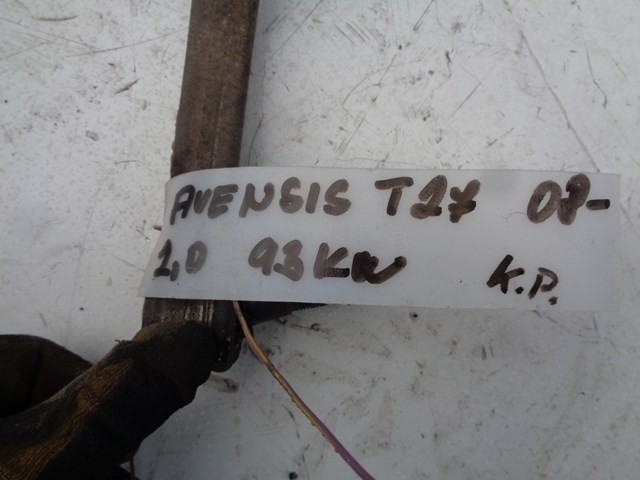 AVENSIS T27 08-
2,0 93KW K.P.